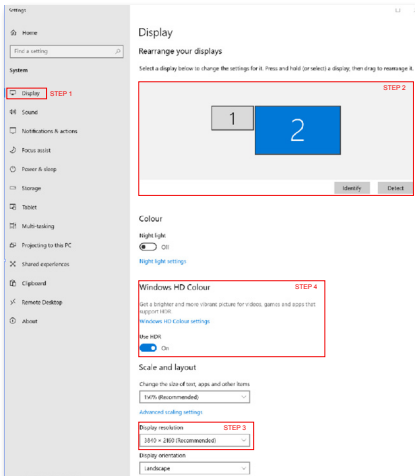 Settings
Home
Find a setting
System
Display STEP 1
Sound
Notifications & actions
Focus assist
Power & sleep
Storage
Tablet
Multi-tasking
Projecting to this PC
Shared experiences
Clipboard
Remote Desktop
About
Display
Rearrange your displays
Select a display below to change the settings for it. Press and hold (or select) a display, then drag to rearrange it.
STEP 2
1
2
Identify Detect
Colour
Night light
Off
Night light settings
Windows HD Colour STEP 4
Get a brighter and more vibrant picture for videos, games and apps that
support HDR.
Windows HD Colour settings
Use HDR
On
Scale and layout
Change the size of text, apps and other items
150% (Recommended)
Advanced scaling settings
Display resolution STEP 3
3840 × 2160 (Recommended)
Display orientation
Landscape